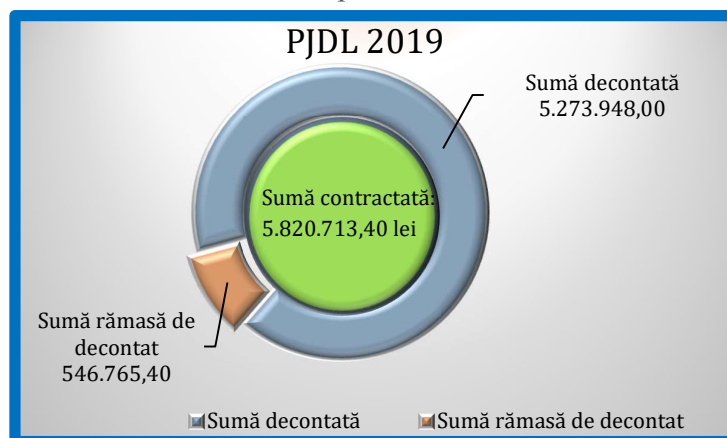 PJDL 2019
Sumă decontată
5.273.948,00
Sumă contractată:
5.820.713,40 lei
Sumă rămasă de
decontat
546.765,40
Sumă decontată
Sumă rămasă de decontat